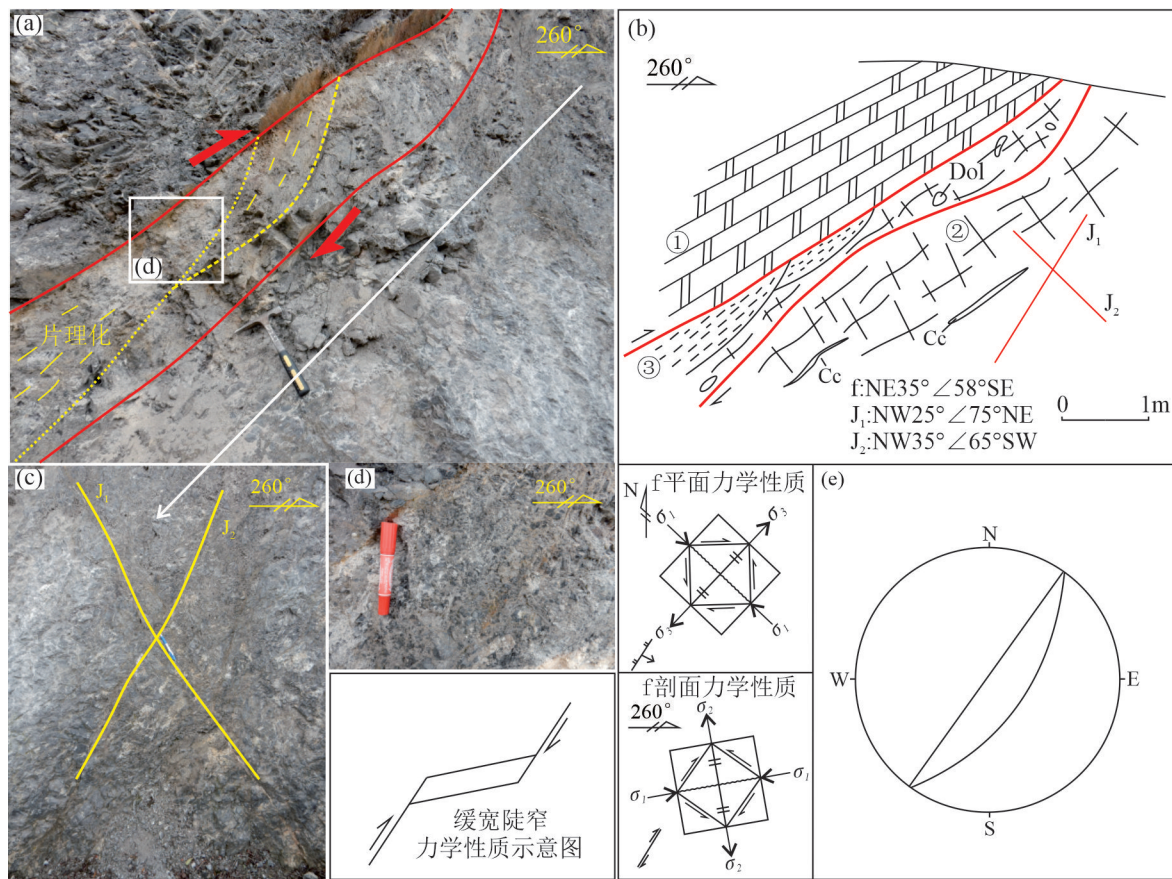 (a)
260°
(d)
片理化
(b)
260°
①
Dol
②
J₁
J₂
③
Cc
Cc
f:NE35°∠58°SE
J₁:NW25°∠75°NE
J₂:NW35°∠65°SW
0 1m
(c)
260°
J₁
J₂
(d)
260°
缓宽陡窄
力学性质示意图
f平面力学性质
N
σ₁
σ₃
σ₃
σ₁
f剖面力学性质
260°
σ₂
σ₁
σ₁
σ₂
(e)
N
W
E
S